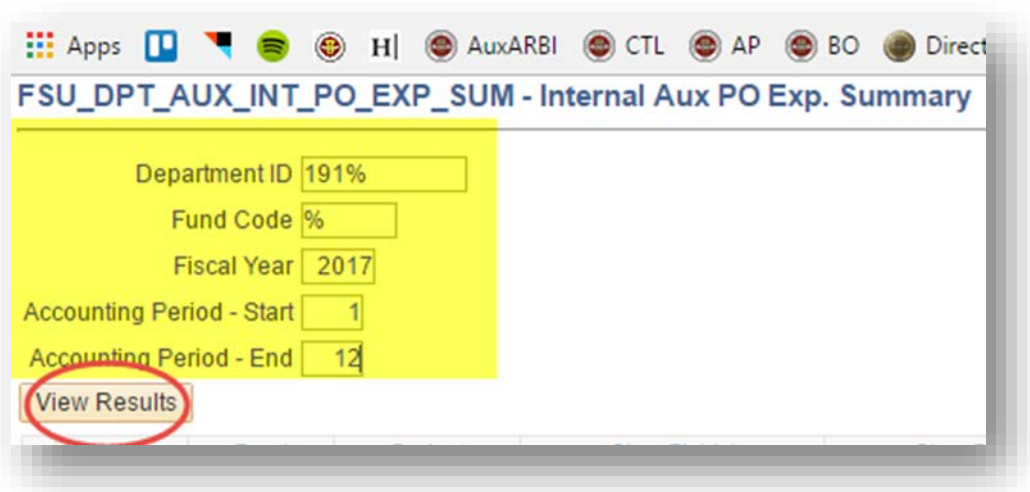 Apps H| AuxARBI CTL AP BO Direct
FSU_DPT_AUX_INT_PO_EXP_SUM - Internal Aux PO Exp. Summary
Department ID 191%
Fund Code %
Fiscal Year 2017
Accounting Period - Start 1
Accounting Period - End 12
View Results